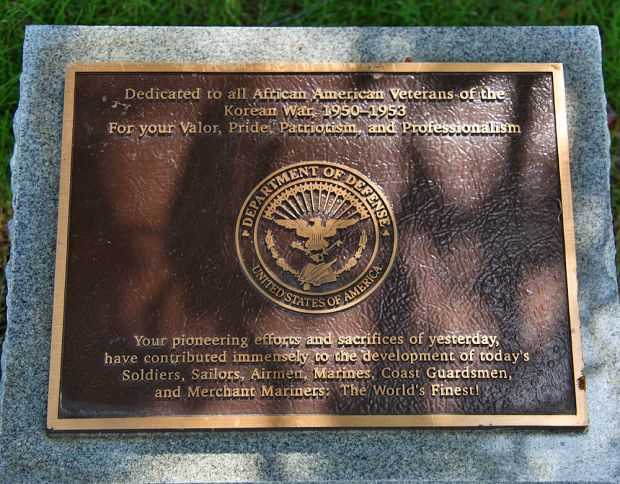 Dedicated to all African American Veterans of the
Korean War, 1950–1953
For your Valor, Pride, Patriotism, and Professionalism
DEPARTMENT OF DEFENSE
UNITED STATES OF AMERICA
Your pioneering efforts and sacrifices of yesterday,
have contributed immensely to the development of today's
Soldiers, Sailors, Airmen, Marines, Coast Guardsmen,
and Merchant Mariners: The World's Finest!